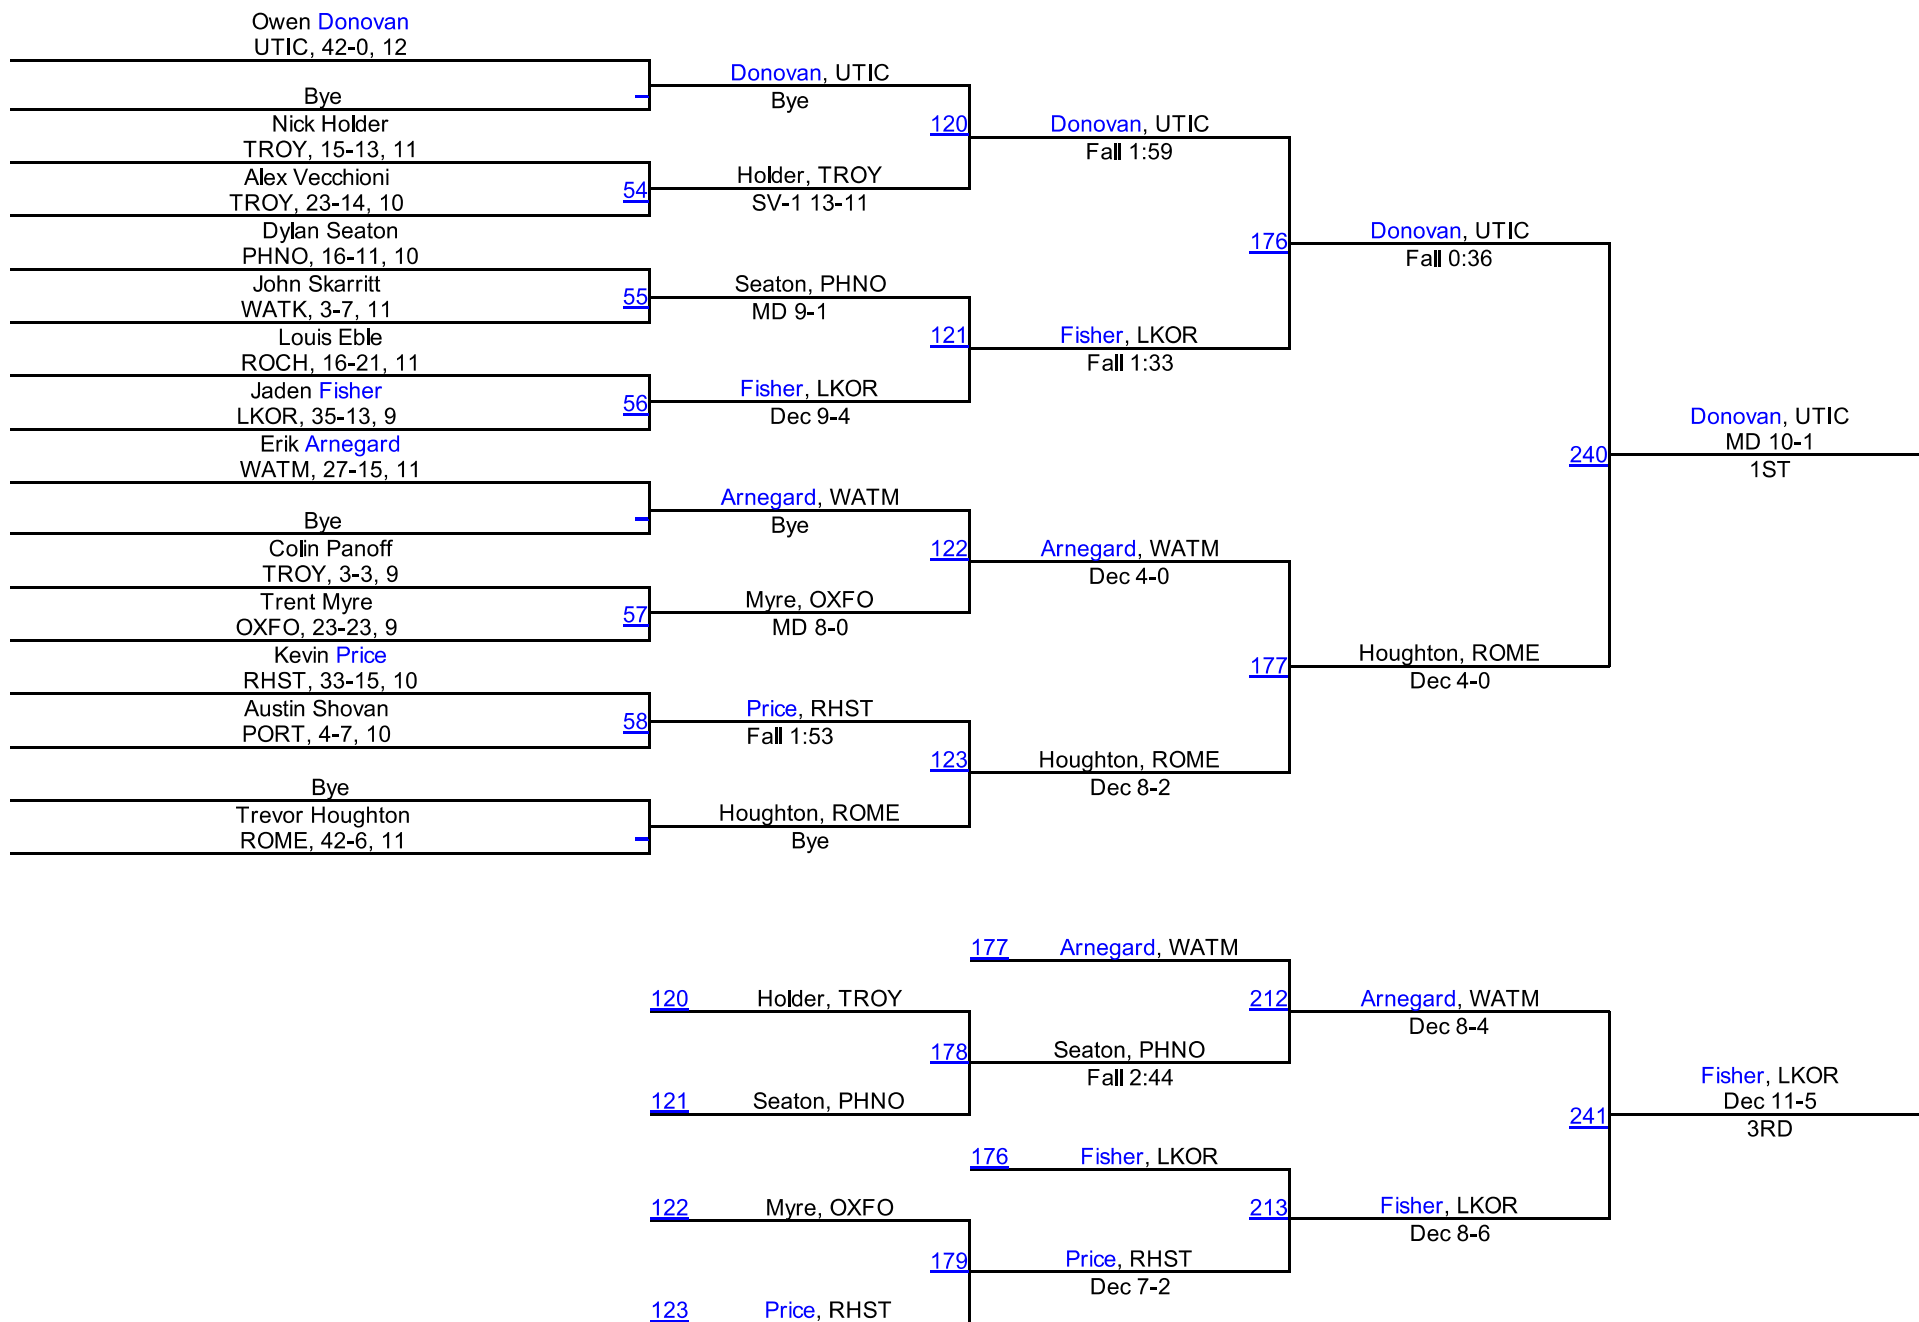 Owen Donovan
UTIC, 42-0, 12
Bye
Nick Holder
TROY, 15-13, 11
Alex Vecchioni
TROY, 23-14, 10
54
Dylan Seaton
PHNO, 16-11, 10
John Skarritt
WATK, 3-7, 11
55
Louis Eble
ROCH, 16-21, 11
Jaden Fisher
LKOR, 35-13, 9
56
Erik Arnegard
WATM, 27-15, 11
Bye
Colin Panoff
TROY, 3-3, 9
Trent Myre
OXFO, 23-23, 9
57
Kevin Price
RHST, 33-15, 10
Austin Shovan
PORT, 4-7, 10
58
Bye
Trevor Houghton
ROME, 42-6, 11
Donovan, UTIC
Bye
120
Holder, TROY
SV-1 13-11
Seaton, PHNO
MD 9-1
121
Fisher, LKOR
Dec 9-4
Arnegard, WATM
Bye
122
Myre, OXFO
MD 8-0
Price, RHST
Fall 1:53
123
Houghton, ROME
Bye
Donovan, UTIC
Fall 1:59
176
Fisher, LKOR
Fall 1:33
Arnegard, WATM
Dec 4-0
177
Houghton, ROME
Dec 8-2
Donovan, UTIC
Fall 0:36
240
Houghton, ROME
Dec 4-0
Donovan, UTIC
MD 10-1
1ST
120 Holder, TROY
178
121 Seaton, PHNO
122 Myre, OXFO
179
123 Price, RHST
177 Arnegard, WATM
212
Seaton, PHNO
Fall 2:44
176 Fisher, LKOR
213
Price, RHST
Dec 7-2
Arnegard, WATM
Dec 8-4
241
Fisher, LKOR
Dec 8-6
Fisher, LKOR
Dec 11-5
3RD